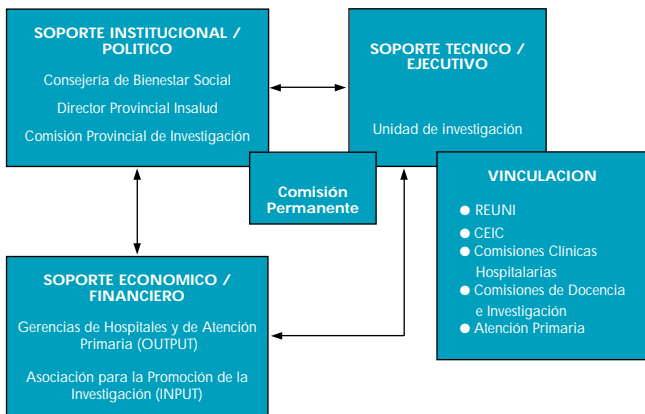 SOPORTE INSTITUCIONAL /
POLITICO
Consejería de Bienestar Social
Director Provincial Insalud
Comisión Provincial de Investigación
SOPORTE TECNICO /
EJECUTIVO
Unidad de investigación
Comisión
Permanente
VINCULACION
● REUNI
● CEIC
● Comisiones Clínicas
Hospitalarias
● Comisiones de Docencia
e Investigación
● Atención Primaria
SOPORTE ECONOMICO /
FINANCIERO
Gerencias de Hospitales y de Atención
Primaria (OUTPUT)
Asociación para la Promoción de la
Investigación (INPUT)